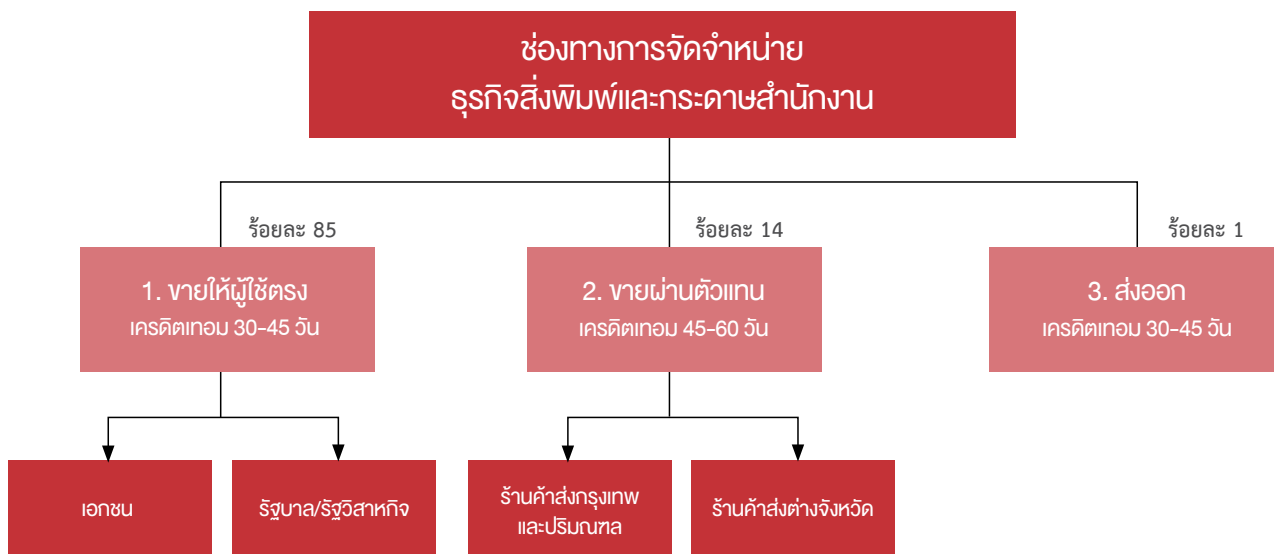 ช่องทางการจัดจำหน่าย
ธุรกิจสิ่งพิมพ์และกระดาษสำนักงาน
ร้อยละ 85
ร้อยละ 14
ร้อยละ 1
1. ขายให้ผู้ใช้ตรง
เครดิตเทอม 30-45 วัน
2. ขายผ่านตัวแทน
เครดิตเทอม 45-60 วัน
3. ส่งออก
เครดิตเทอม 30-45 วัน
เอกชน
รัฐบาล/รัฐวิสาหกิจ
ร้านค้าส่งกรุงเทพ
และปริมณฑล
ร้านค้าส่งต่างจังหวัด